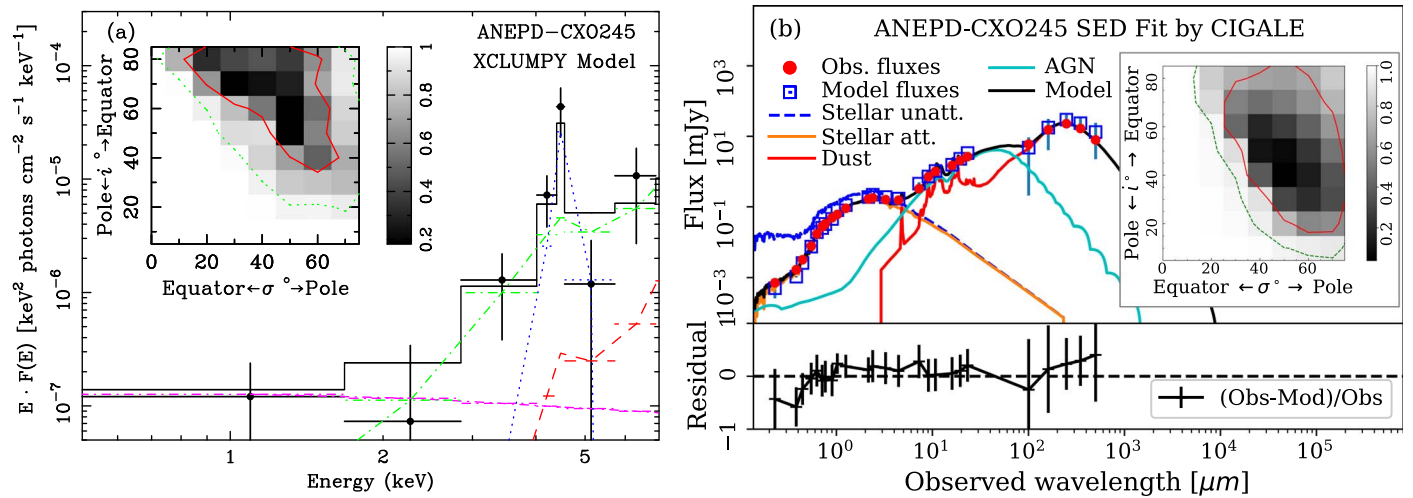 (a)
ANEPD-CXO245
XCLUMPY Model
E · F(E) [keV² photons cm⁻² s⁻¹ keV⁻¹]
10⁻⁴
10⁻⁵
10⁻⁶
10⁻⁷
1
2
5
Energy (keV)
Pole←i °→Equator
80
60
40
20
0
20
40
60
Equator←σ °→Pole
1
0.8
0.6
0.4
0.2
(b)
ANEPD-CXO245 SED Fit by CIGALE
Obs. fluxes
Model fluxes
Stellar unatt.
Stellar att.
Dust
AGN
Model
Flux [mJy]
10³
10¹
10⁻¹
10⁻³
Pole ← i° → Equator
80
60
40
20
0
20
40
60
Equator ←σ° → Pole
1.0
0.8
0.6
0.4
0.2
Residual
0
−1
(Obs-Mod)/Obs
10⁰
10¹
10²
10³
10⁴
10⁵
Observed wavelength [μm]